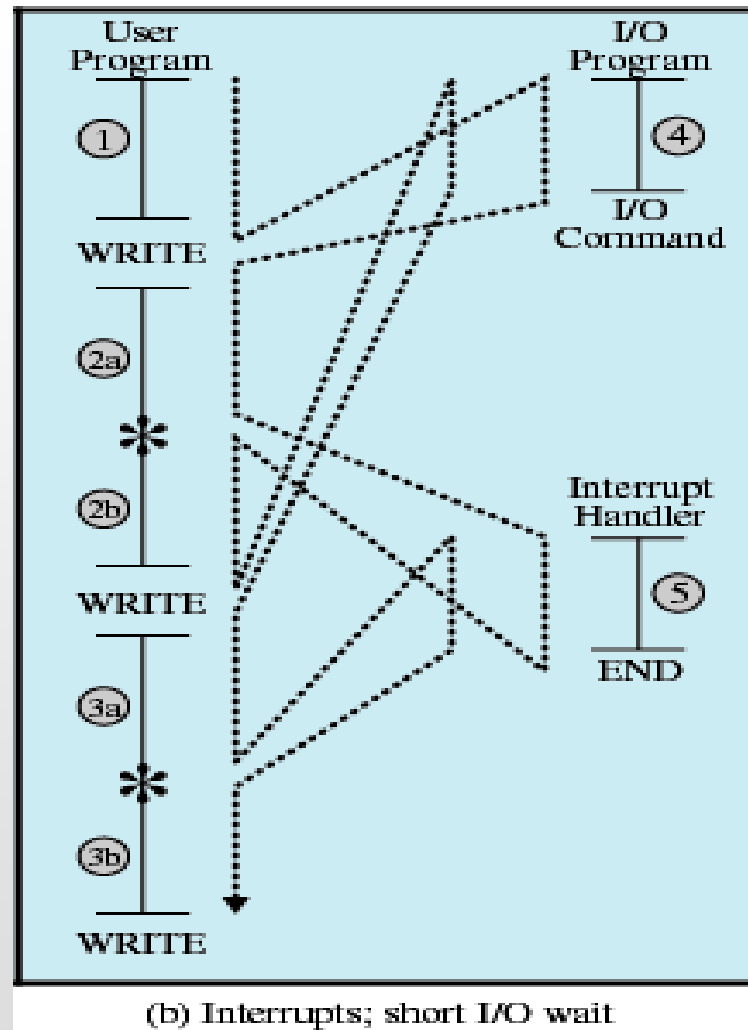 User
Program
1
WRITE
2a
*
2b
WRITE
3a
*
3b
WRITE
I/O
Program
4
I/O
Command
Interrupt
Handler
5
END
(b) Interrupts; short I/O wait